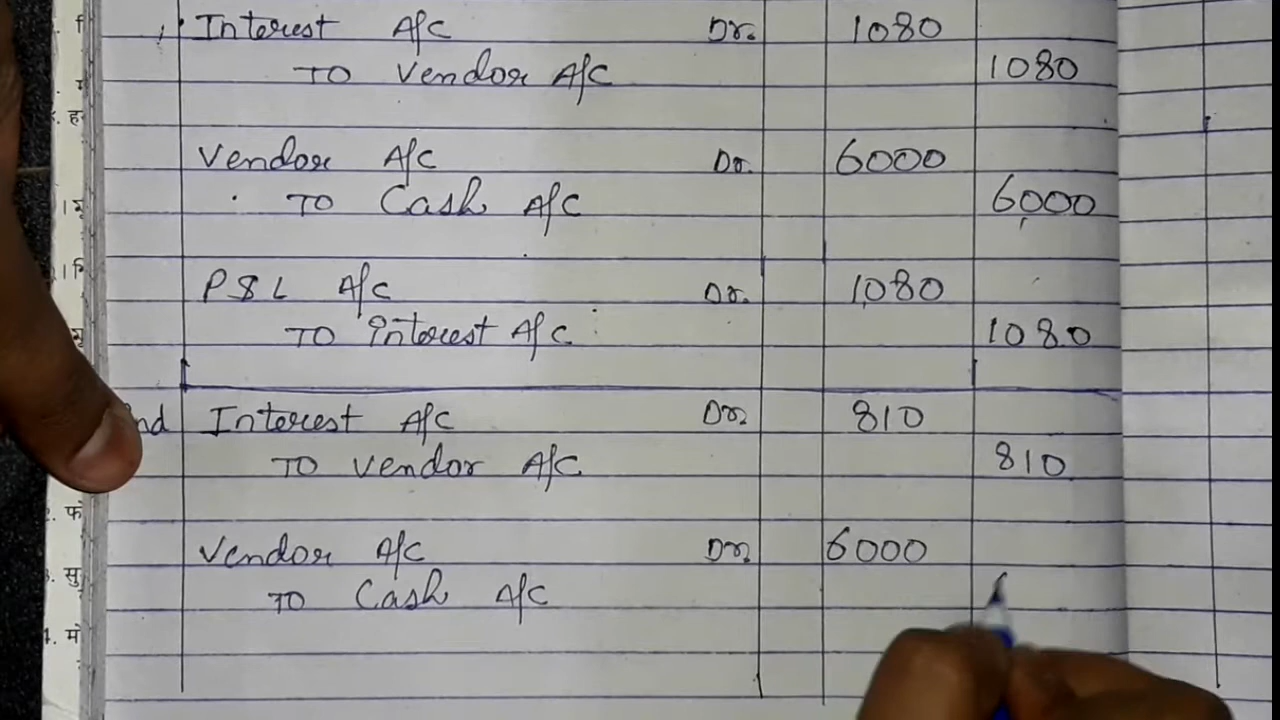 Interest A/C Dr. 1080
TO Vendor A/C 1080
Vendor A/C Dr. 6000
TO Cash A/C 6000
P & L A/C Dr. 1080
TO Interest A/C 1080
nd Interest A/C Dr. 810
TO Vendor A/C 810
Vendor A/C Dr. 6000
TO Cash A/C